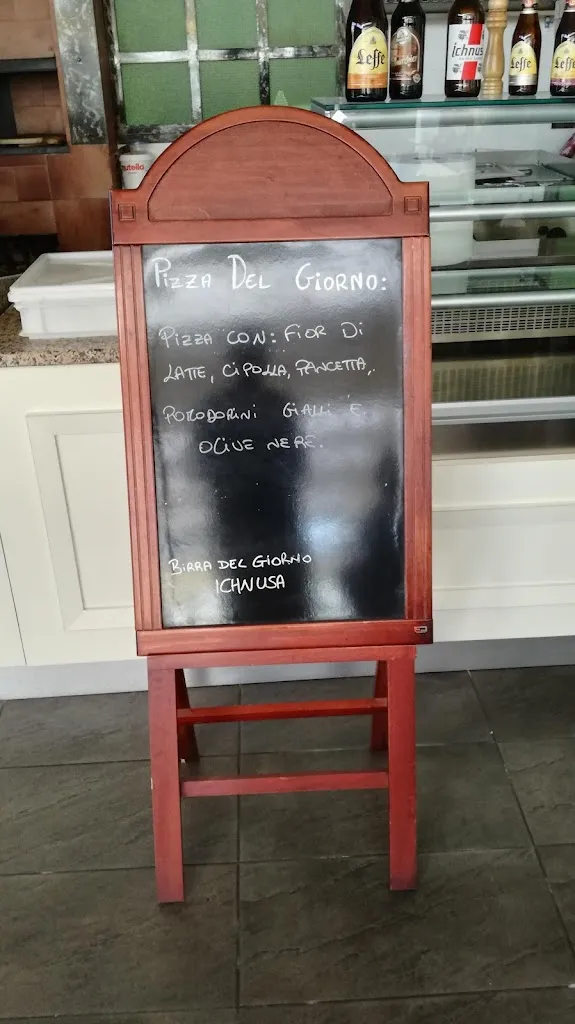 Leffe
Ichnusa
Leffe
Leffe
nutella
PIZZA DEL GIORNO:
PIZZA CON: FIOR DI
LATTE, CIPOLLA, PANCETTA,
POMODORINI GIALLI E
OLIVE NERE.
BIRRA DEL GIORNO
ICHNUSA